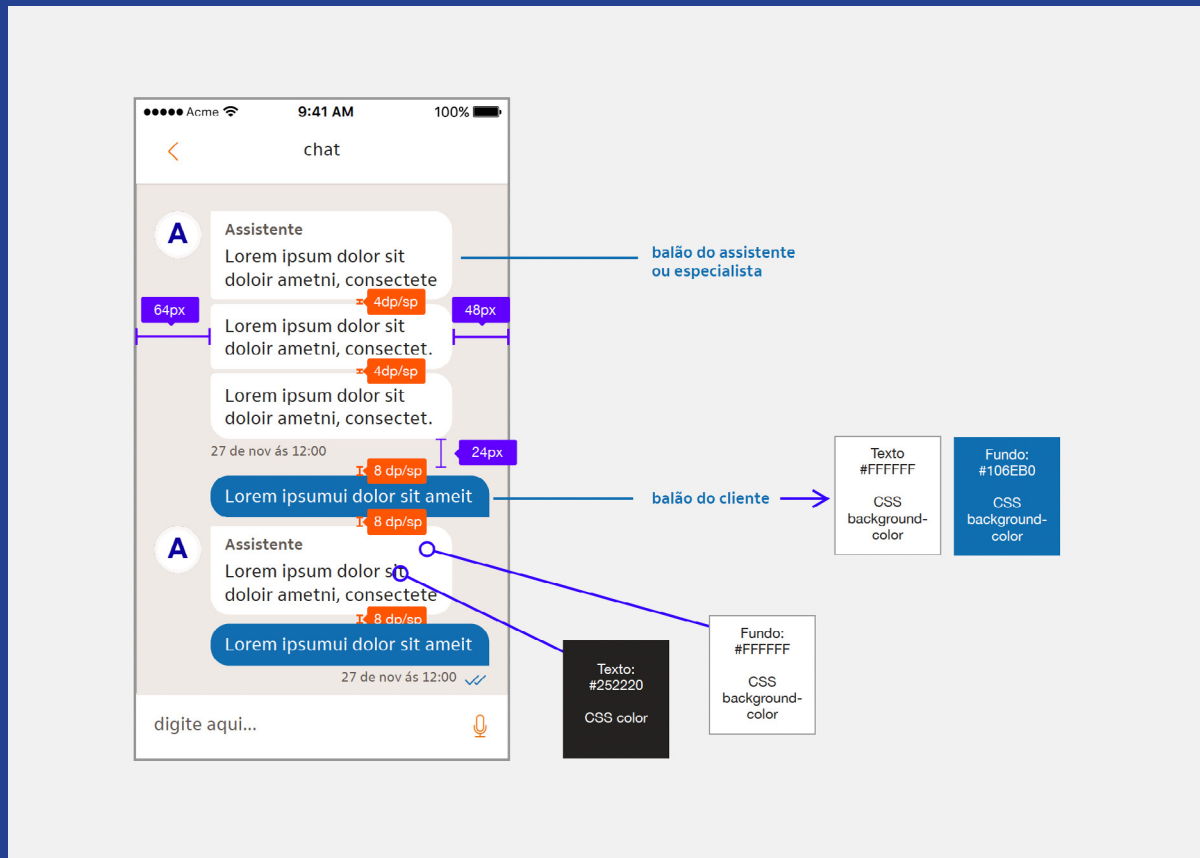 Acme
9:41 AM
100%
chat
A
Assistente
Lorem ipsum dolor sit
doloir ametni, consectete
4dp/sp
64px
48px
Lorem ipsum dolor sit
doloir ametni, consectet.
4dp/sp
Lorem ipsum dolor sit
doloir ametni, consectet.
27 de nov ás 12:00
24px
8 dp/sp
Lorem ipsumui dolor sit ameit
8 dp/sp
A
Assistente
Lorem ipsum dolor sit
doloir ametni, consectete
8 dp/sp
Lorem ipsumui dolor sit ameit
27 de nov ás 12:00
digite aqui...
balão do assistente
ou especialista
balão do cliente
Texto
#FFFFFF
CSS
background-
color
Fundo:
#106EB0
CSS
background-
color
Texto:
#252220
CSS color
Fundo:
#FFFFFF
CSS
background-
color